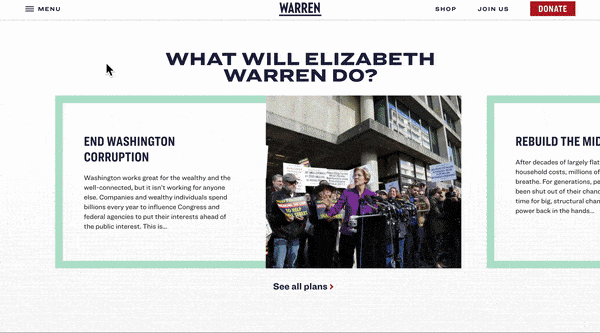 MENU
WARREN
SHOP
JOIN US
DONATE
WHAT WILL ELIZABETH
WARREN DO?
END WASHINGTON
CORRUPTION
Washington works great for the wealthy and the
well-connected, but it isn't working for anyone
else. Companies and wealthy individuals spend
billions every year to influence Congress and
federal agencies to put their interests ahead of
the public interest. This is...
REBUILD THE MID
After decades of largely flat
household costs, millions of
breathe. For generations, pe
been shut out of their chanc
time for big, structural chan
power back in the hands...
See all plans